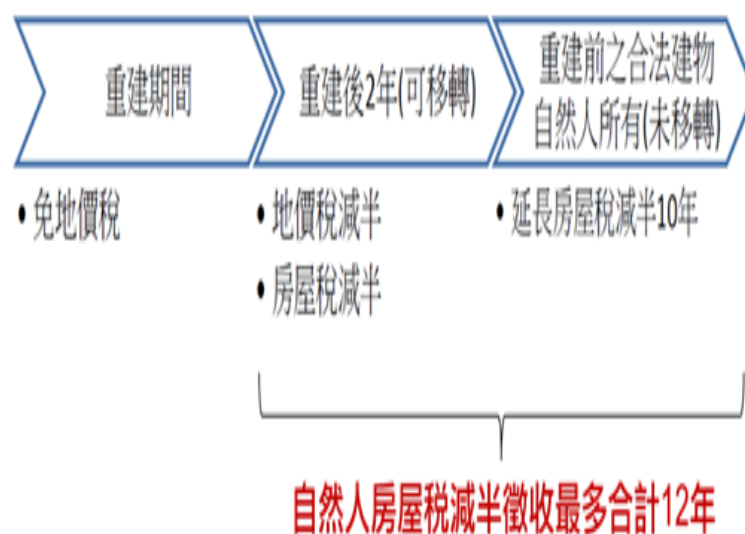 重建期間
• 免地價稅
重建後2年(可移轉)
• 地價稅減半
• 房屋稅減半
重建前之合法建物
自然人所有(未移轉)
• 延長房屋稅減半10年
自然人房屋稅減半徵收最多合計12年